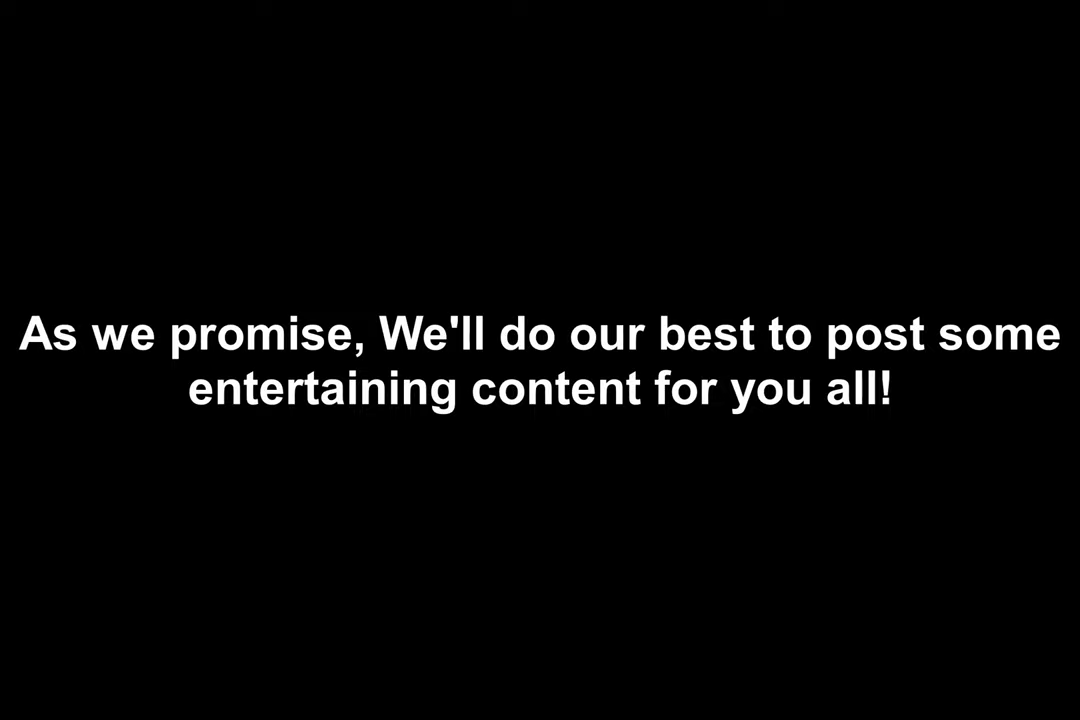 As we promise, We'll do our best to post some
entertaining content for you all!